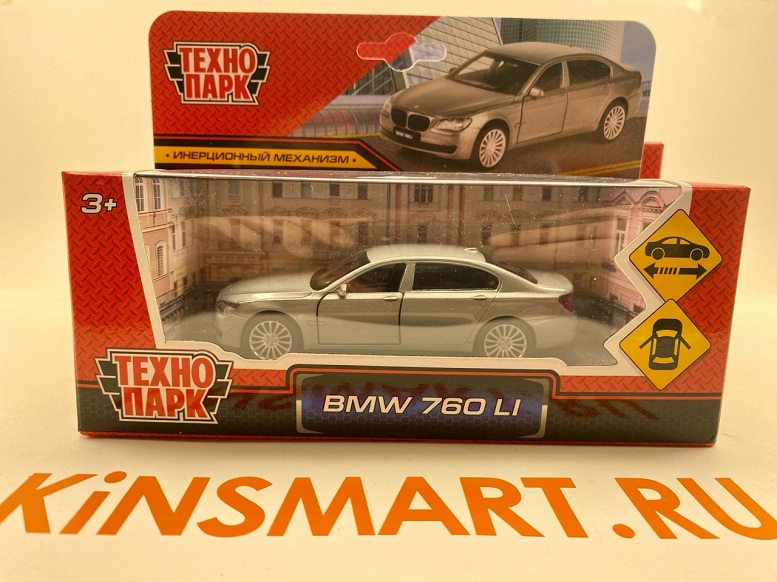 ТЕХНО
ПАРК
• ИНЕРЦИОННЫЙ МЕХАНИЗМ •
3+
ТЕХНО
ПАРК
BMW 760 LI
KiNSMART.RU